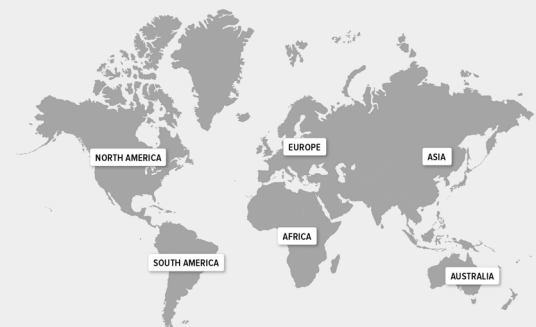 EUROPE
NORTH AMERICA
ASIA
AFRICA
SOUTH AMERICA
AUSTRALIA